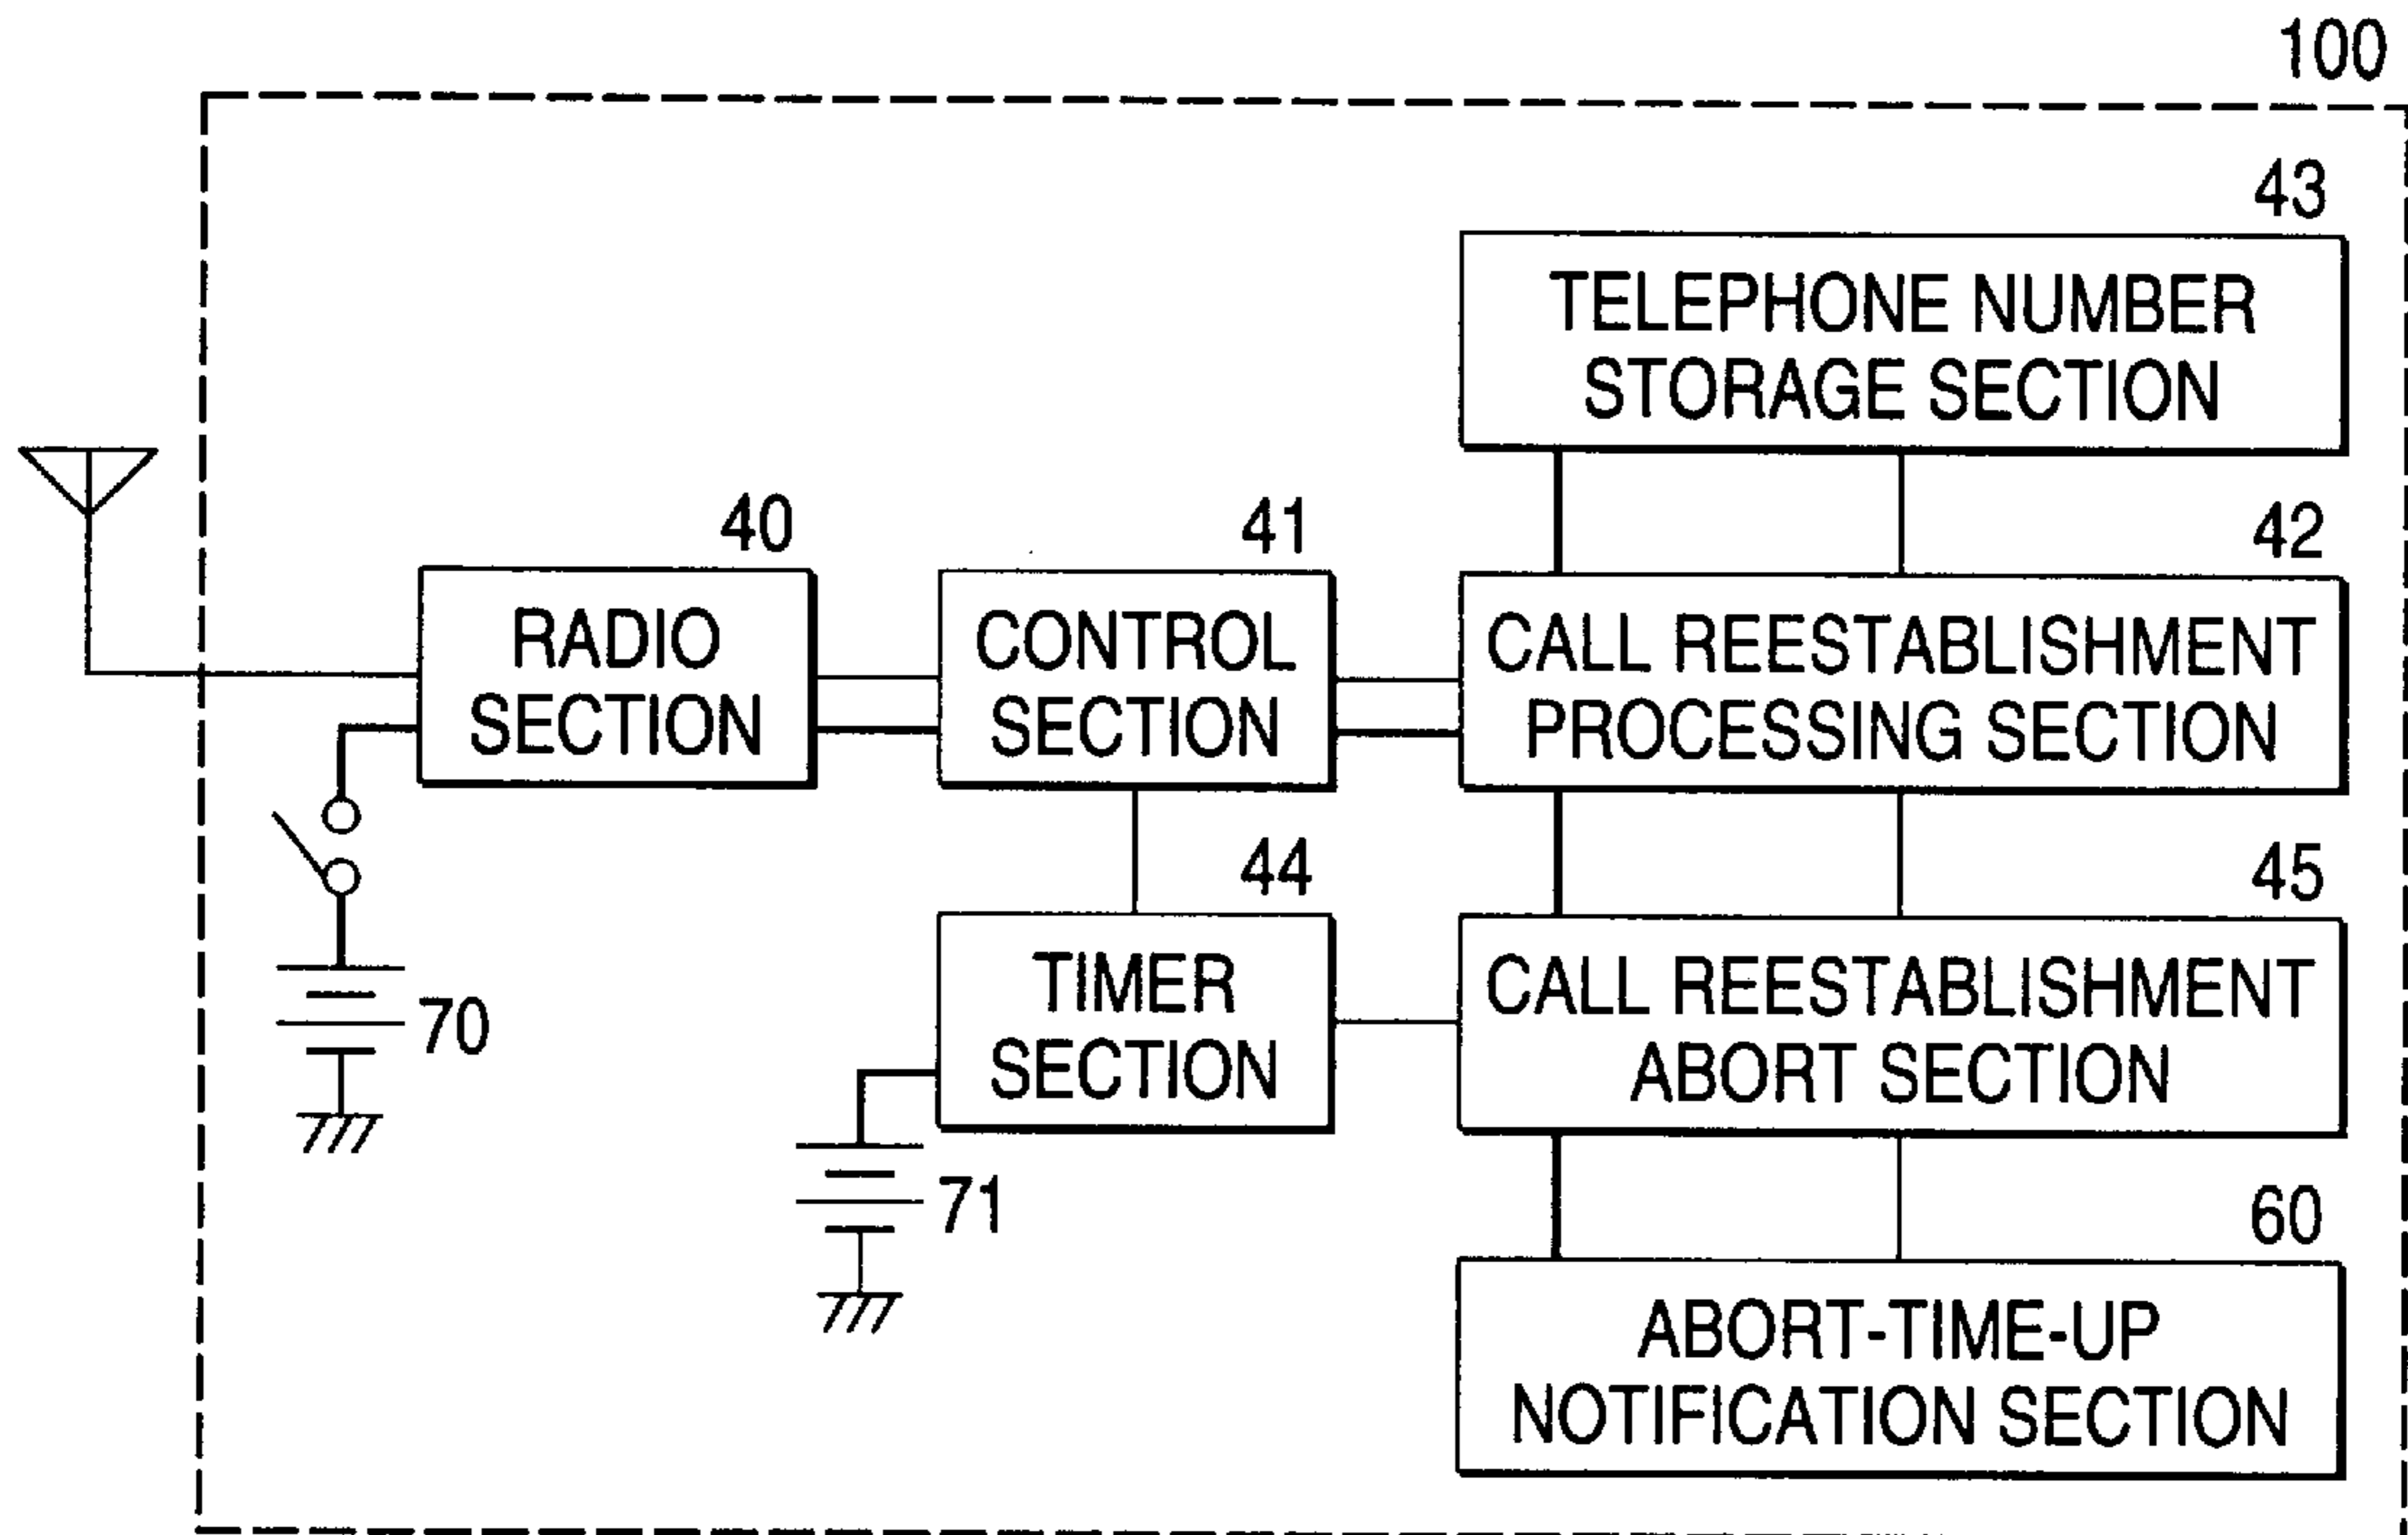 100
43
TELEPHONE NUMBER
STORAGE SECTION
40
41
42
RADIO
SECTION
CONTROL
SECTION
CALL REESTABLISHMENT
PROCESSING SECTION
44
45
70
TIMER
SECTION
CALL REESTABLISHMENT
ABORT SECTION
71
60
ABORT-TIME-UP
NOTIFICATION SECTION